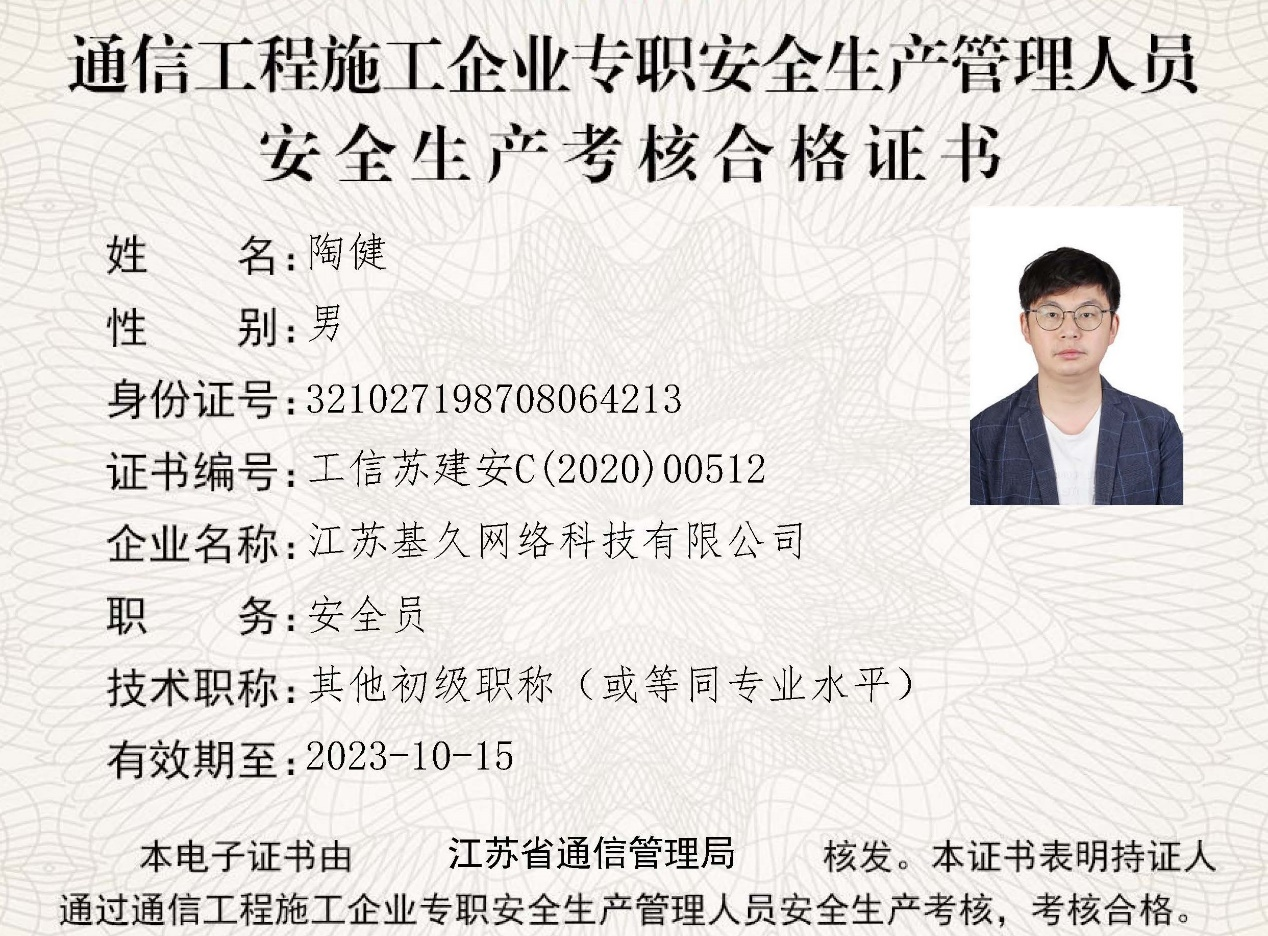 通信工程施工企业专职安全生产管理人员
安全生产考核合格证书
姓名：陶健
性别：男
身份证号：321027198708064213
证书编号：工信苏建安C(2020)00512
企业名称：江苏基久网络科技有限公司
职务：安全员
技术职称：其他初级职称（或等同专业水平）
有效期至：2023-10-15
本电子证书由 江苏省通信管理局 核发。本证书表明持证人
通过通信工程施工企业专职安全生产管理人员安全生产考核，考核合格。